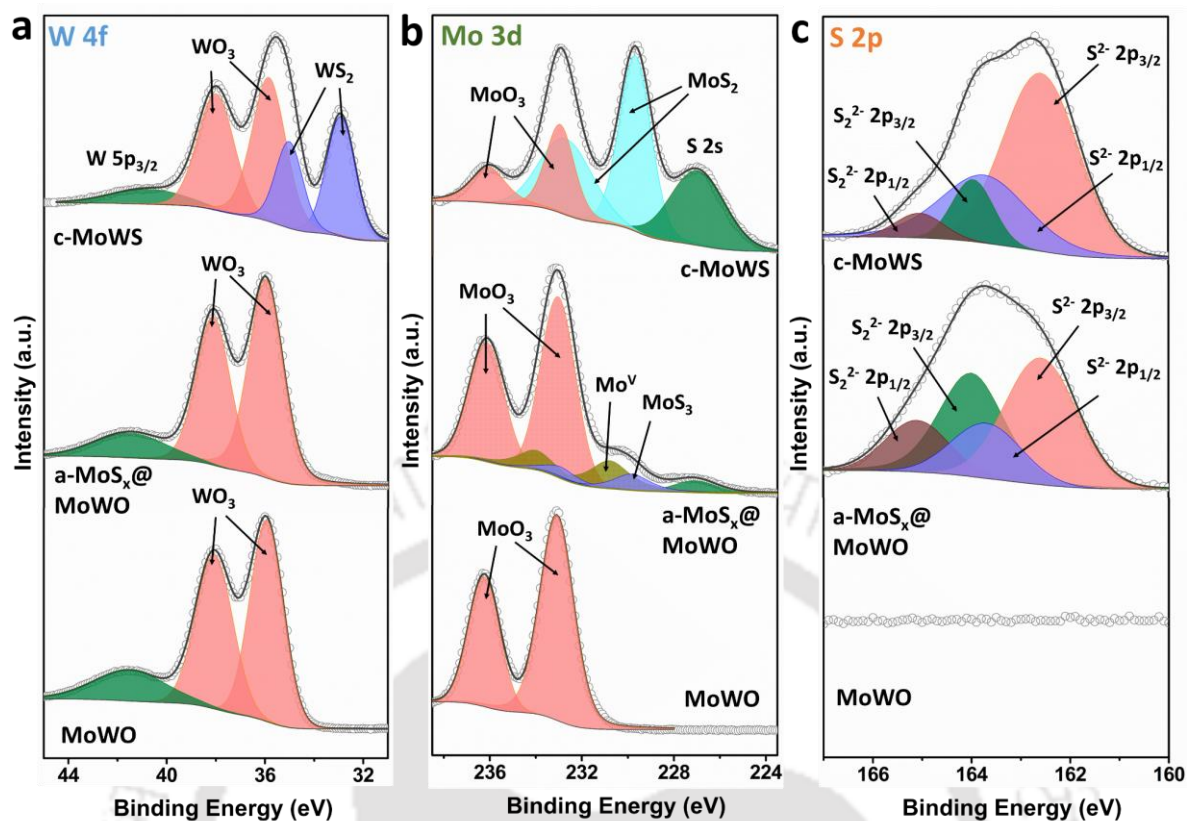 a W 4f
WO3
WS2
W 5p3/2
c-MoWS
WO3
a-MoSx@
MoWO
WO3
MoWO
Intensity (a.u.)
44 40 36 32
Binding Energy (eV)
b Mo 3d
MoO3
MoS2
S 2s
c-MoWS
MoO3
MoV
MoS3
a-MoSx@
MoWO
MoO3
MoWO
Intensity (a.u.)
236 232 228 224
Binding Energy (eV)
c S 2p
S2- 2p3/2
S22- 2p3/2
S22- 2p1/2
S2- 2p1/2
c-MoWS
S2- 2p3/2
S22- 2p3/2
S2- 2p1/2
S22- 2p1/2
a-MoSx@
MoWO
MoWO
Intensity (a.u.)
166 164 162 160
Binding Energy (eV)